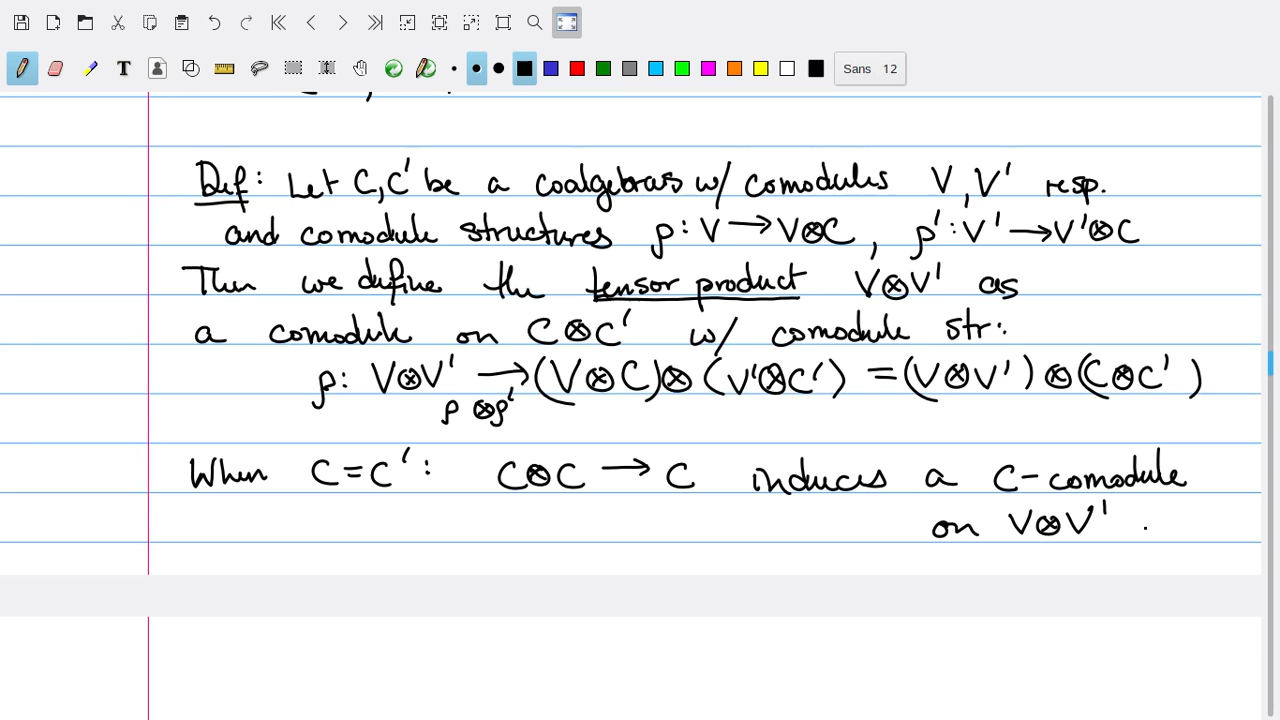 Sans 12
Def: Let C, C' be a coalgebras w/ comodules V, V' resp.
and comodule structures ρ: V → V⊗C, ρ': V' → V'⊗C
Then we define the tensor product V⊗V' as
a comodule on C⊗C' w/ comodule str:.
ρ: V⊗V' → (V⊗C)⊗(V'⊗C') = (V⊗V')⊗(C⊗C')
ρ⊗ρ'
When C=C': C⊗C → C induces a C-comodule
on V⊗V'.